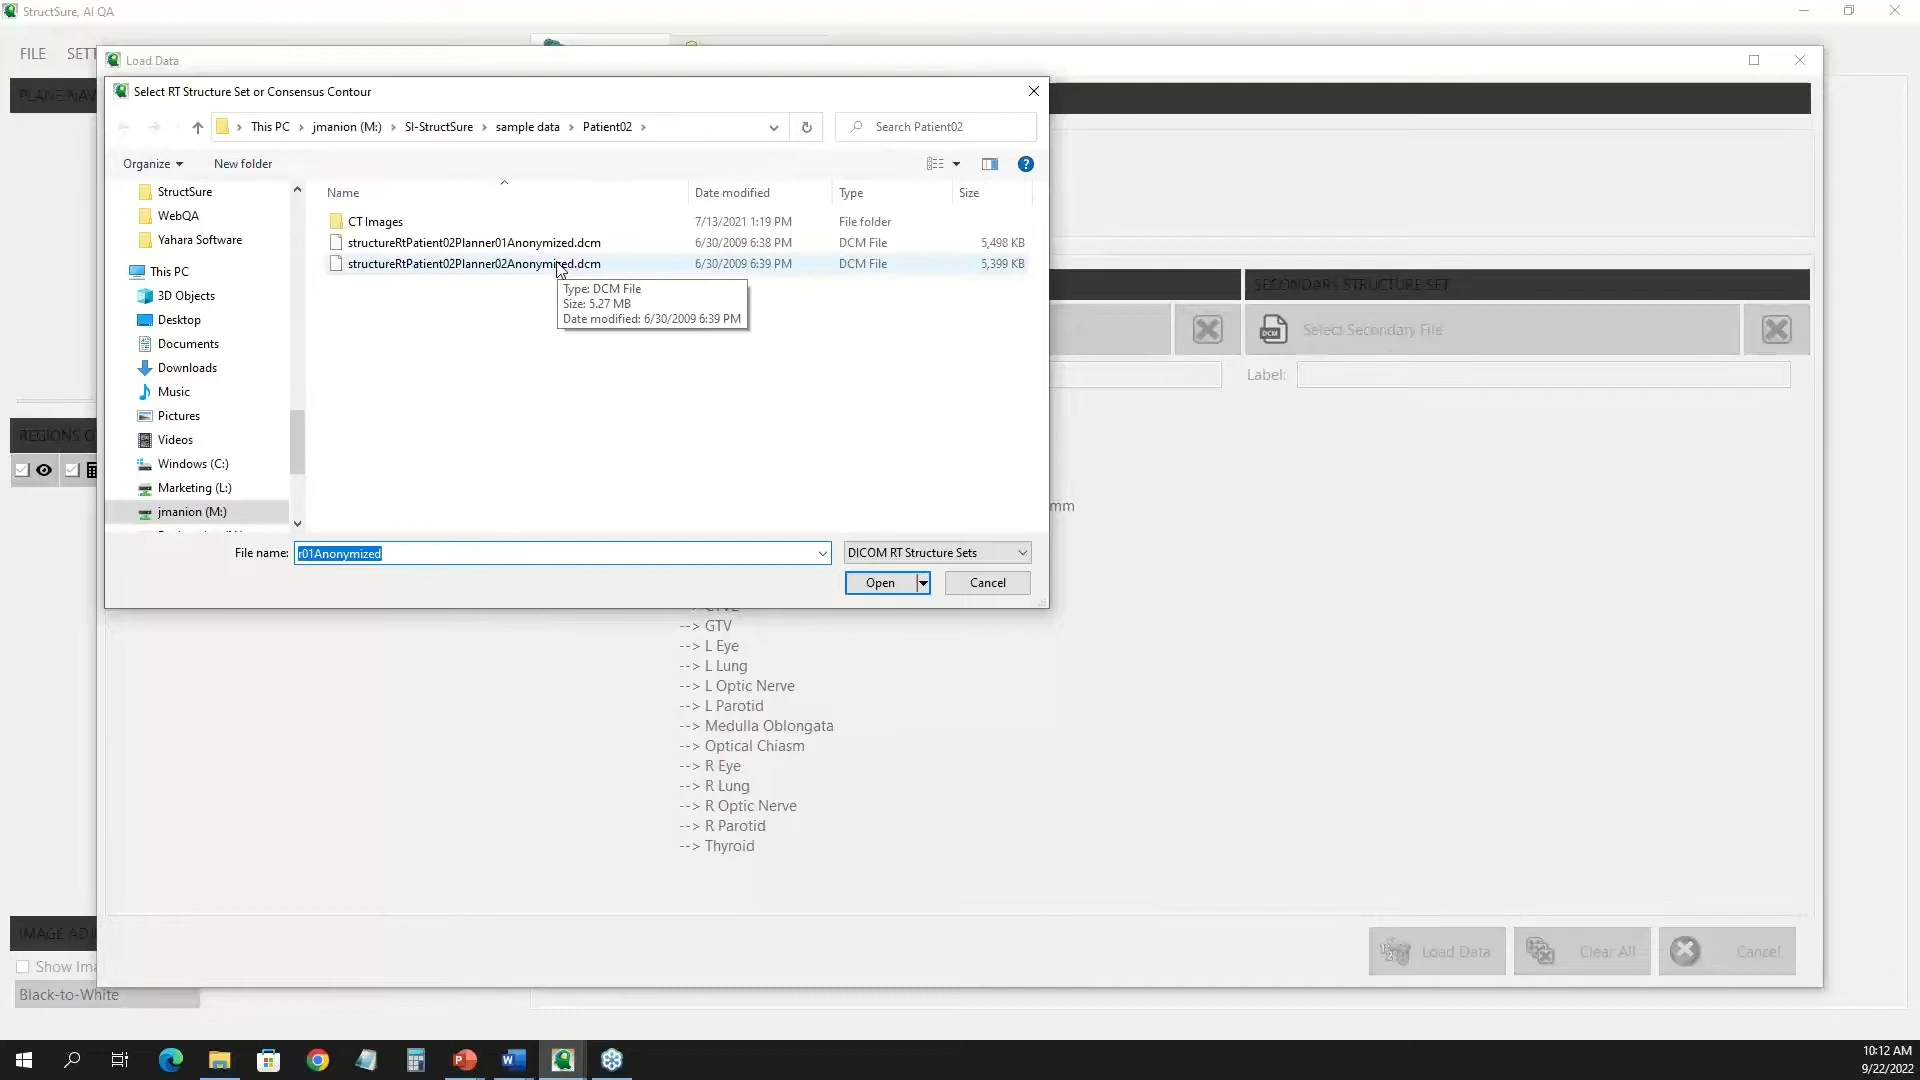 StructSure, AI QA
FILE SETT
Load Data
PLANE NAV
Select RT Structure Set or Consensus Contour
This PC > jmanion (M:) > SI-StructSure > sample data > Patient02 >
Search Patient02
Organize
New folder
Name
Date modified
Type
Size
StructSure
WebQA
Yahara Software
This PC
3D Objects
Desktop
Documents
Downloads
Music
Pictures
Videos
Windows (C:)
Marketing (L:)
jmanion (M:)
CT Images 7/13/2021 1:19 PM File folder
structureRtPatient02Planner01Anonymized.dcm 6/30/2009 6:38 PM DCM File 5,498 KB
structureRtPatient02Planner02Anonymized.dcm 6/30/2009 6:39 PM DCM File 5,399 KB
Type: DCM File
Size: 5.27 MB
Date modified: 6/30/2009 6:39 PM
File name: r01Anonymized
DICOM RT Structure Sets
Open
Cancel
SECONDARY STRUCTURE SET
DCM
Select Secondary File
Label:
REGIONS O
mm
--> GTV
--> L Eye
--> L Lung
--> L Optic Nerve
--> L Parotid
--> Medulla Oblongata
--> Optical Chiasm
--> R Eye
--> R Lung
--> R Optic Nerve
--> R Parotid
--> Thyroid
IMAGE ADJ
Show Ima
Black-to-White
Load Data
Clear All
Cancel
10:12 AM
9/22/2022